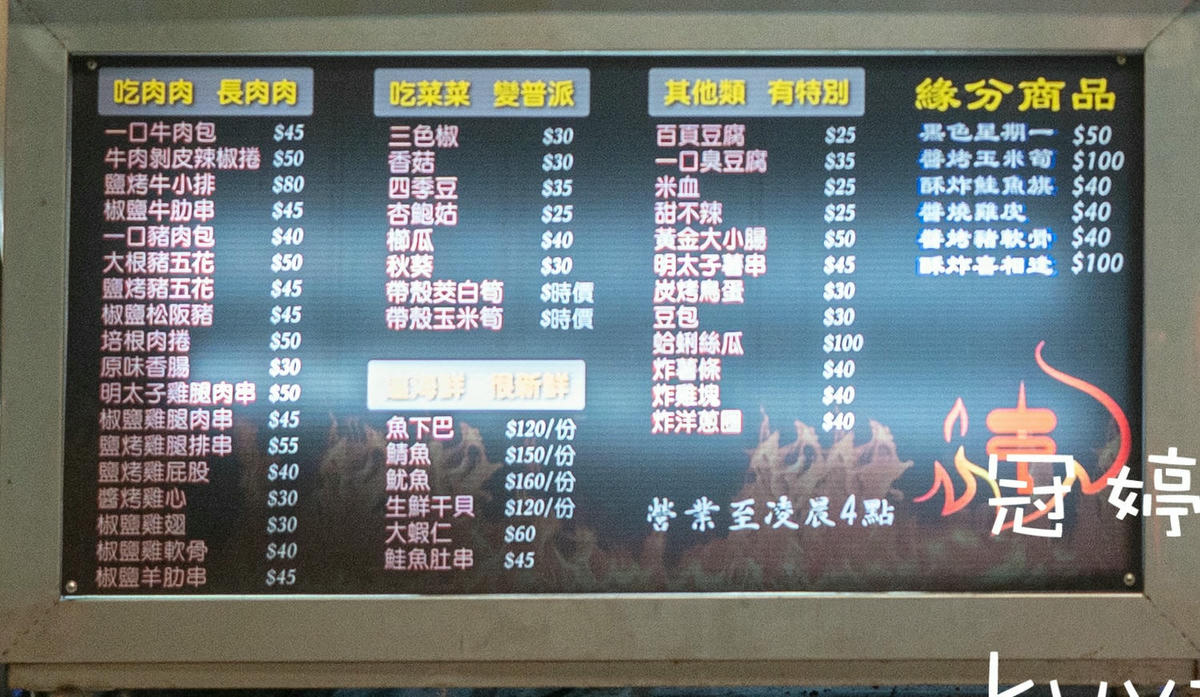 吃肉肉 長肉肉
一口牛肉包 $45
牛肉剝皮辣椒捲 $50
鹽烤牛小排 $80
椒鹽牛肋串 $45
一口豬肉包 $40
大根豬五花 $50
鹽烤豬五花 $45
椒鹽松阪豬 $45
培根肉捲 $50
原味香腸 $30
明太子雞腿肉串 $50
椒鹽雞腿肉串 $45
鹽烤雞腿排串 $55
鹽烤雞屁股 $40
醬烤雞心 $30
椒鹽雞翅 $30
椒鹽雞軟骨 $40
椒鹽羊肋串 $45
吃菜菜 變普派
三色椒 $30
香菇 $30
四季豆 $35
杏鮑姑 $25
櫛瓜 $40
秋葵 $30
帶殼茭白筍 $時價
帶殼玉米筍 $時價
海鮮 很新鮮
魚下巴 $120/份
鯖魚 $150/份
魷魚 $160/份
生鮮干貝 $120/份
大蝦仁 $60
鮭魚肚串 $45
其他類 有特別
百頁豆腐 $25
一口臭豆腐 $35
米血 $25
甜不辣 $25
黃金大小腸 $50
明太子薯串 $45
炭烤鳥蛋 $30
豆包 $30
蛤蜊絲瓜 $100
炸薯條 $40
炸雞塊 $40
炸洋蔥圈 $40
營業至凌晨4點
緣分商品
黑色星期一 $50
醬烤玉米筍 $100
酥炸鮭魚旗 $40
醬燒雞皮 $40
醬烤豬軟骨 $40
酥炸喜相逢 $100
串
冠婷